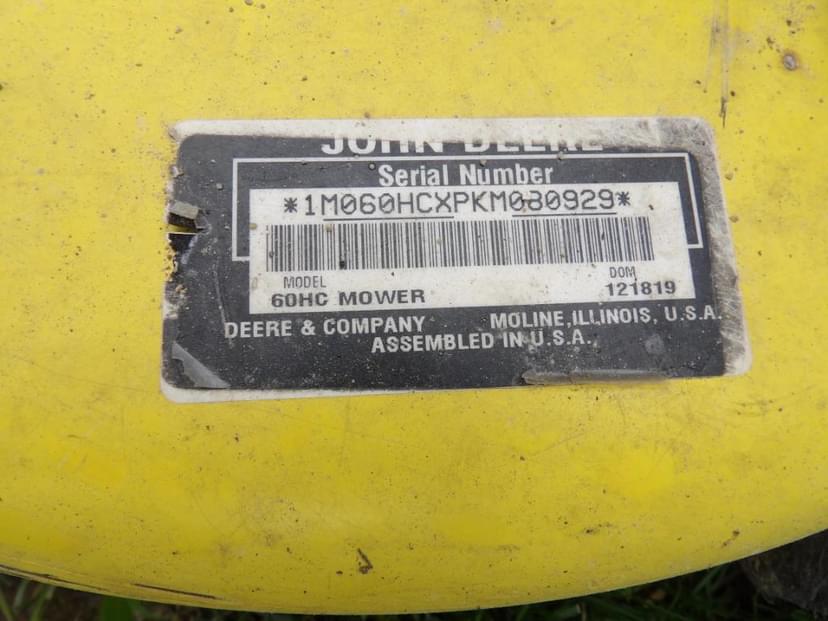 JOHN DEERE
Serial Number
*1M060HCXPKM080929*
MODEL
DOM
60HC MOWER
121819
DEERE & COMPANY MOLINE, ILLINOIS, U.S.A.
ASSEMBLED IN U.S.A.